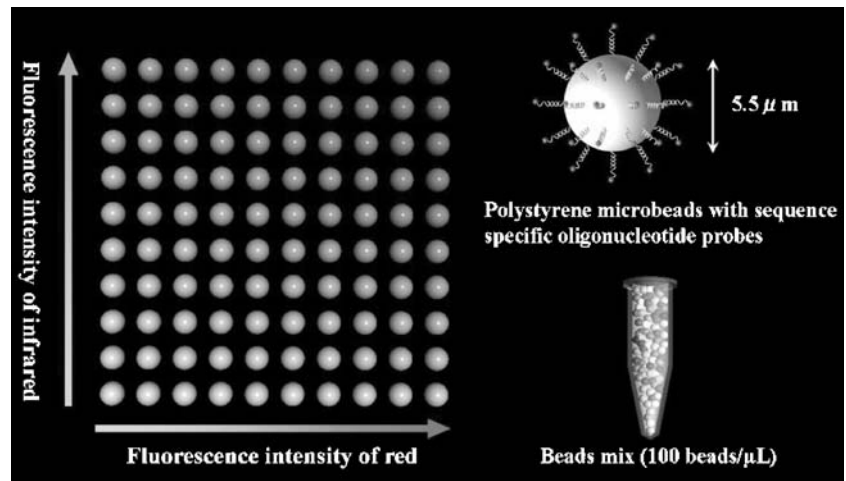 Fluorescence intensity of infrared
Fluorescence intensity of red
5.5 μ m
Polystyrene microbeads with sequence
specific oligonucleotide probes
Beads mix (100 beads/μL)